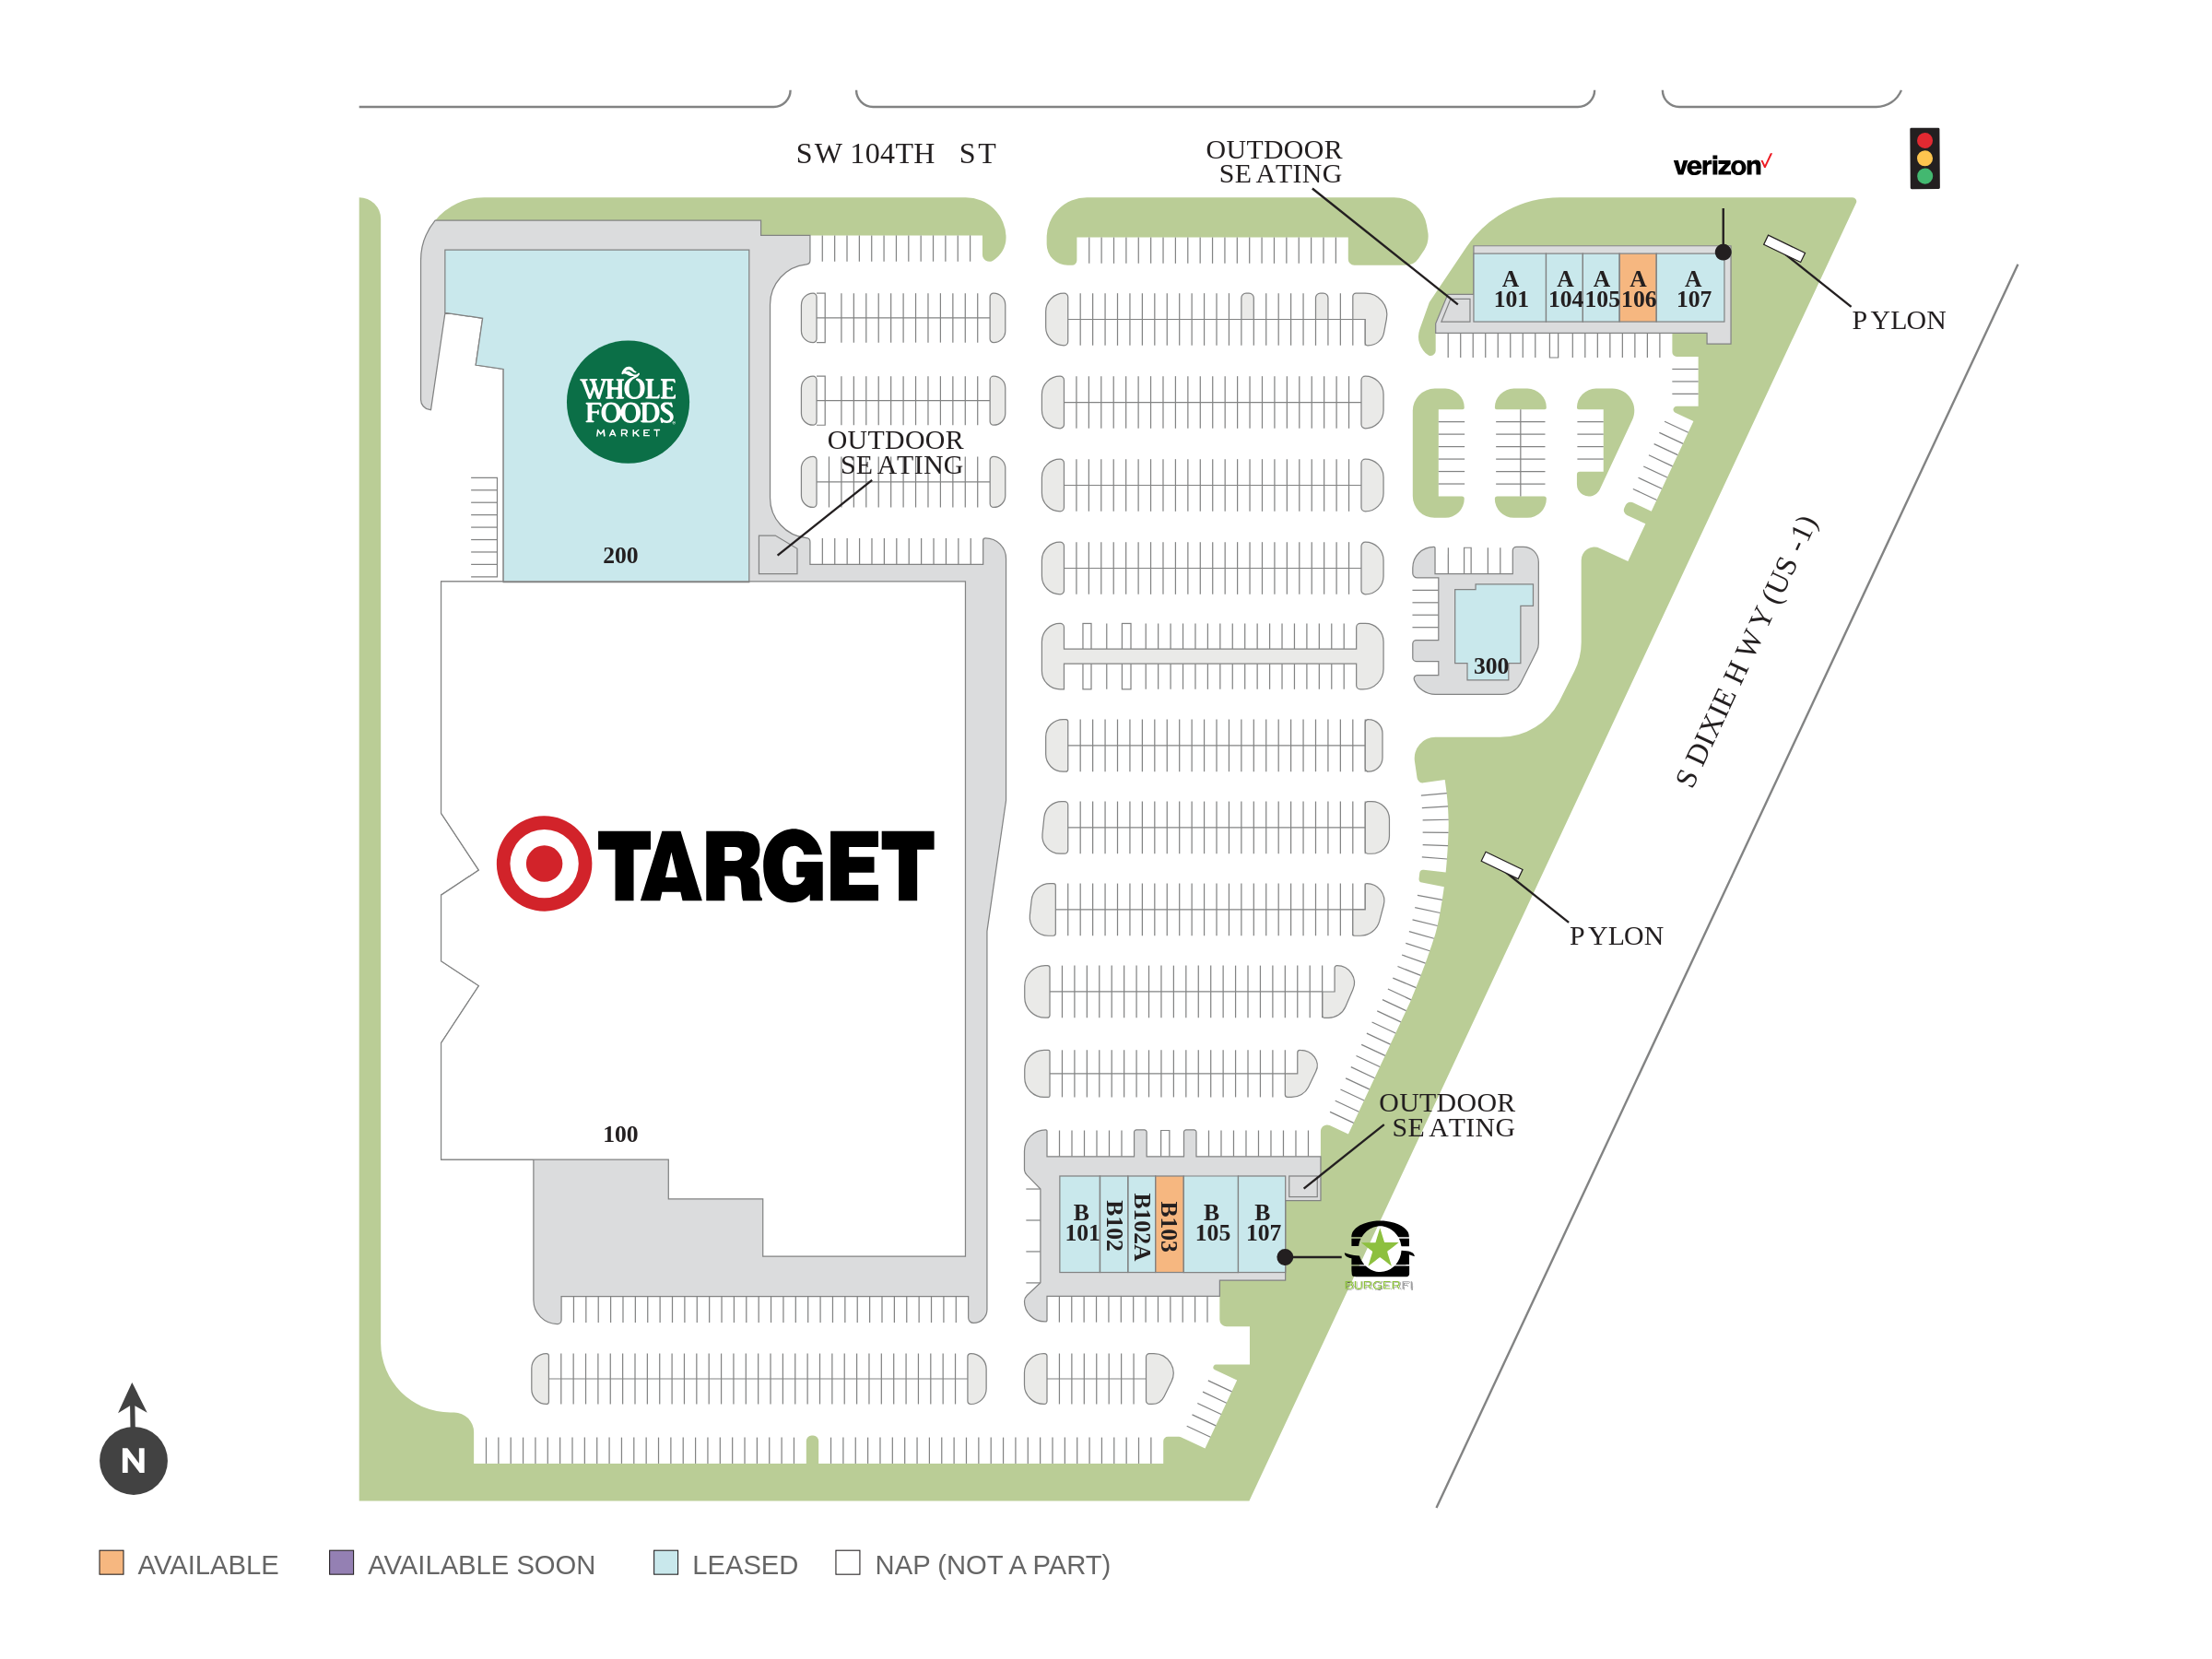 SW 104TH ST
OUTDOOR
SEATING
verizon
A
101
A
104
A
105
A
106
A
107
PYLON
WHOLE
FOODS
MARKET
OUTDOOR
SEATING
200
300
S DIXIE HWY (US-1)
TARGET
PYLON
100
OUTDOOR
SEATING
B
101
B102
B102A
B103
B
105
B
107
BURGERFI
N
AVAILABLE
AVAILABLE SOON
LEASED
NAP (NOT A PART)